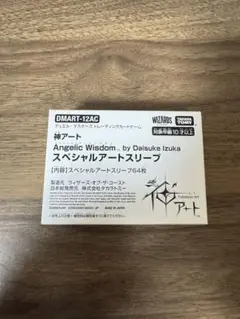 DMART-12AC
WIZARDS
TAKARA TOMY
デュエル・マスターズ トレーディングカードゲーム
対象年齢10才以上
神アート
Angelic Wisdom , by Daisuke Izuka
スペシャルアートスリーブ
【内容】スペシャルアートスリーブ64枚
製造元 ウィザーズ・オブ・ザ・コースト
日本総発売元 株式会社タカラトミー
神アート